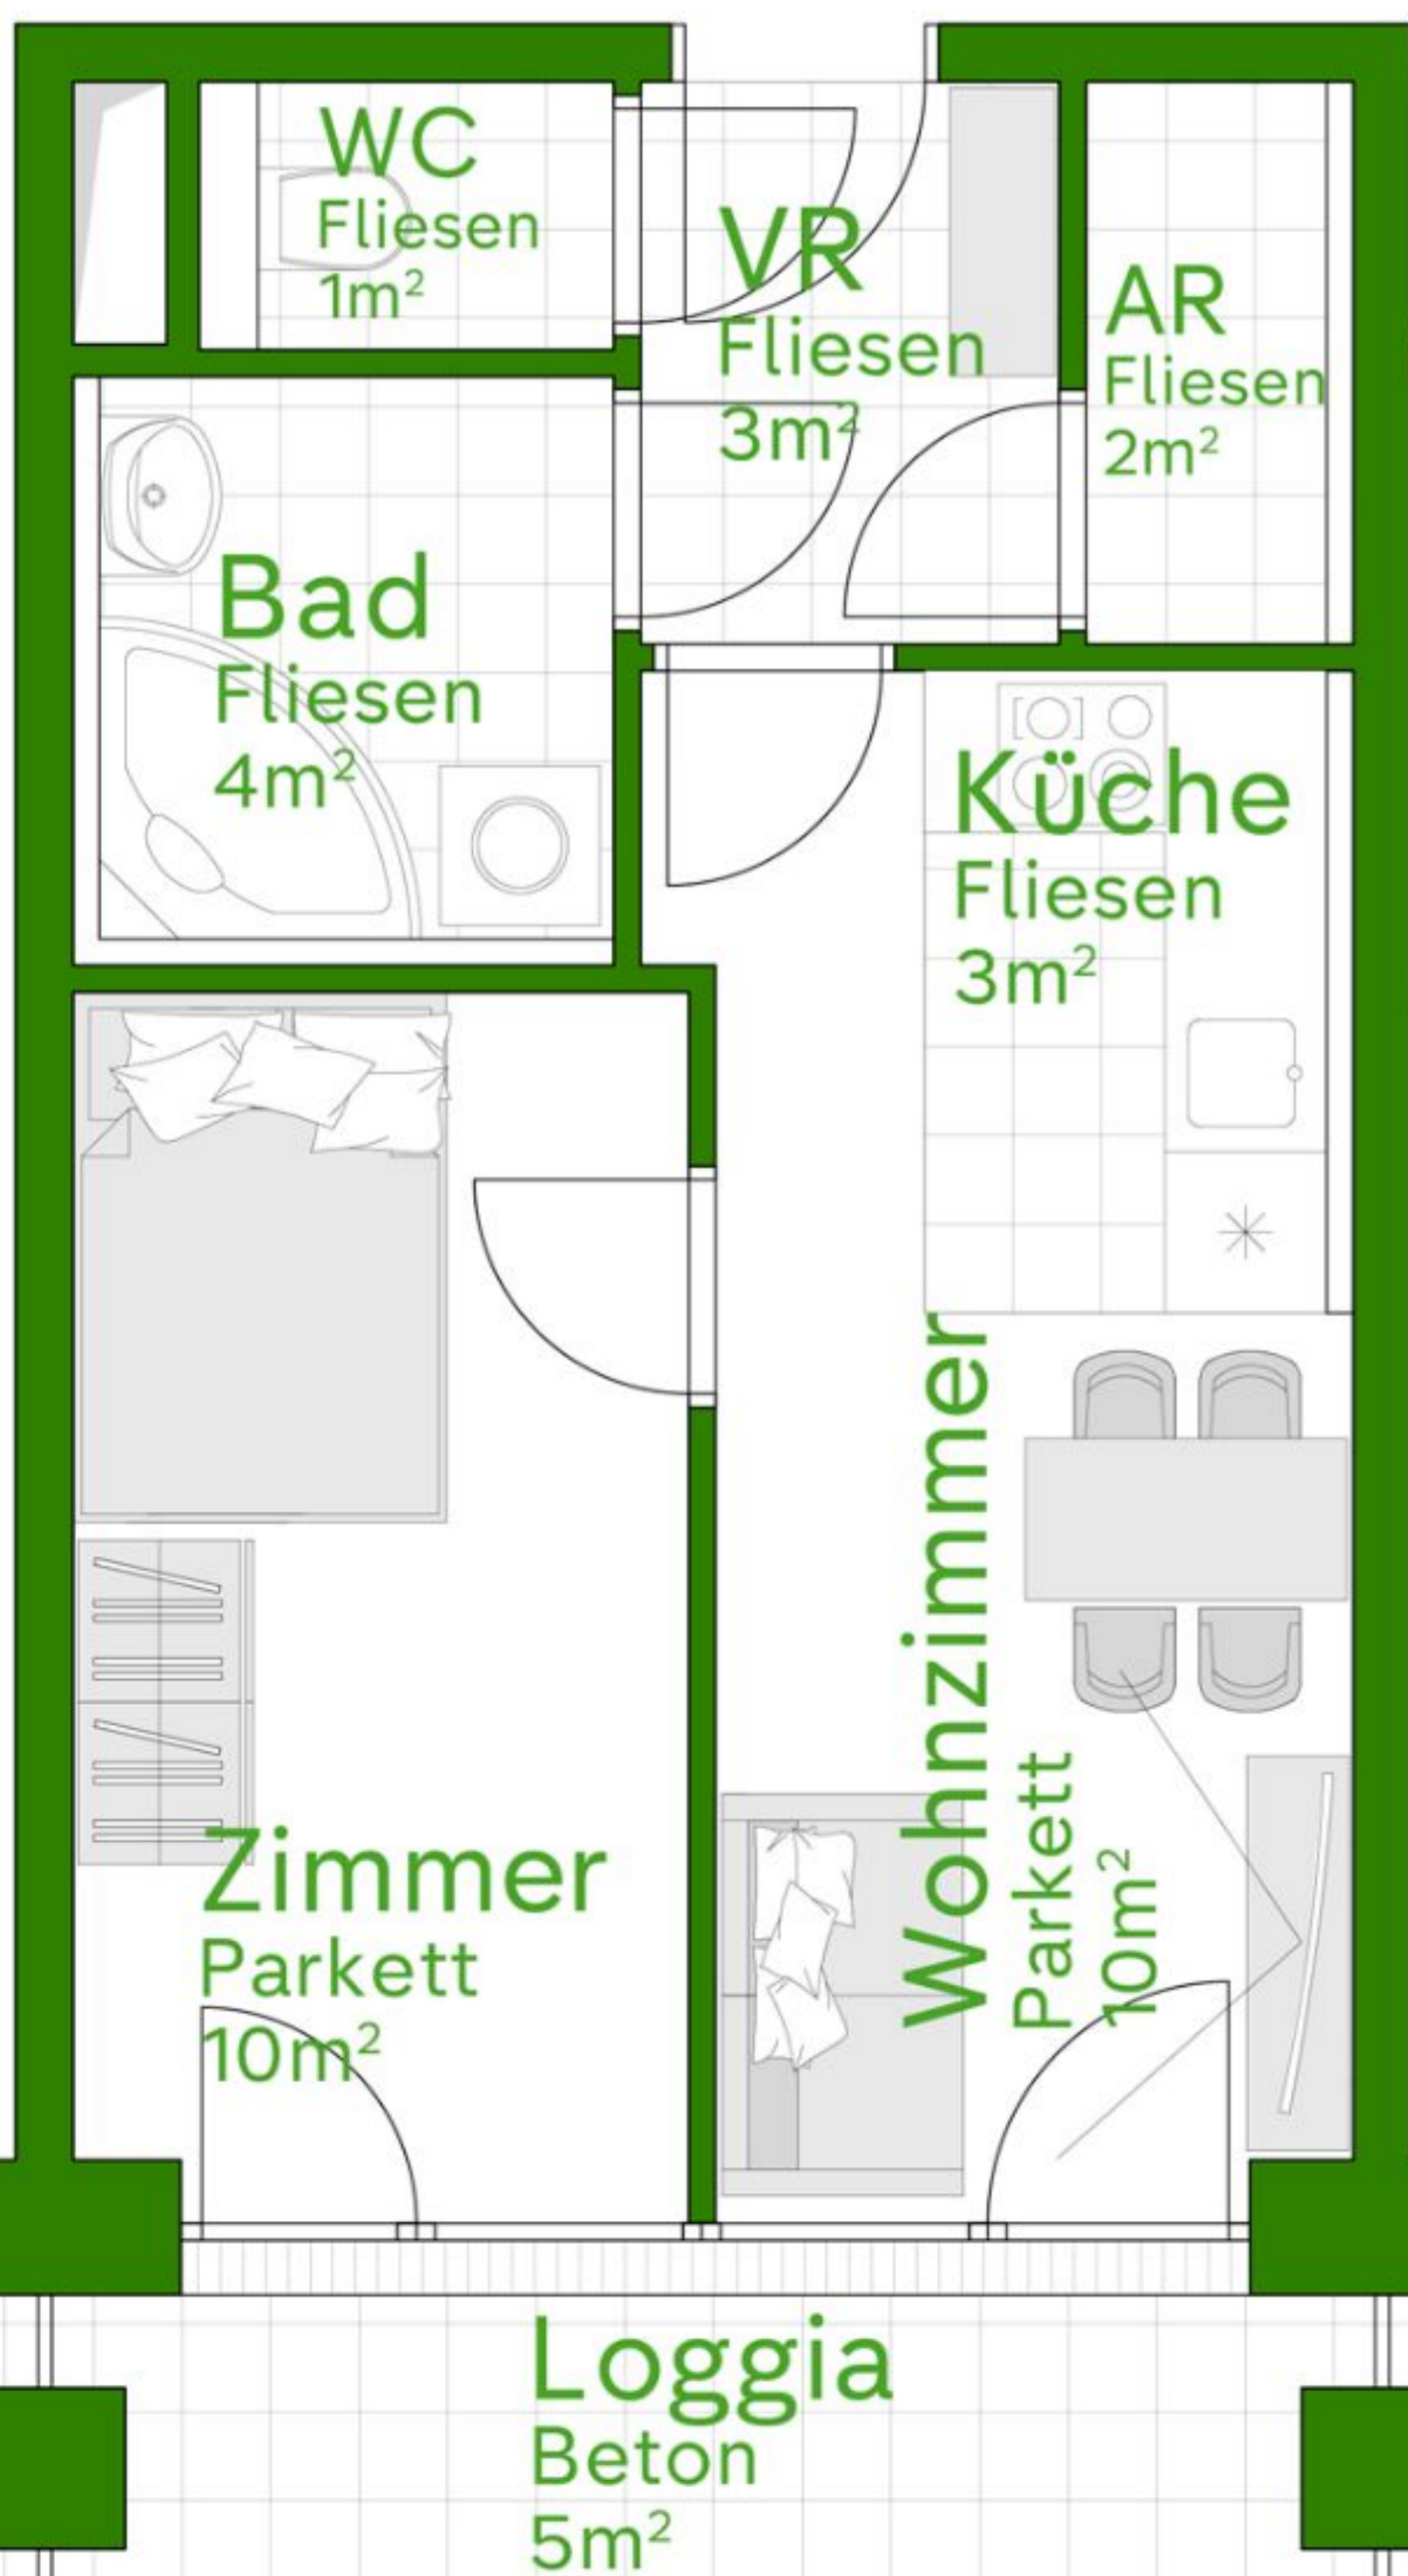 WC
Fliesen
1m²
VR
Fliesen
3m²
AR
Fliesen
2m²
Bad
Fliesen
4m²
Küche
Fliesen
3m²
Wohnzimmer
Parkett
10m²
Zimmer
Parkett
10m²
Loggia
Beton
5m²